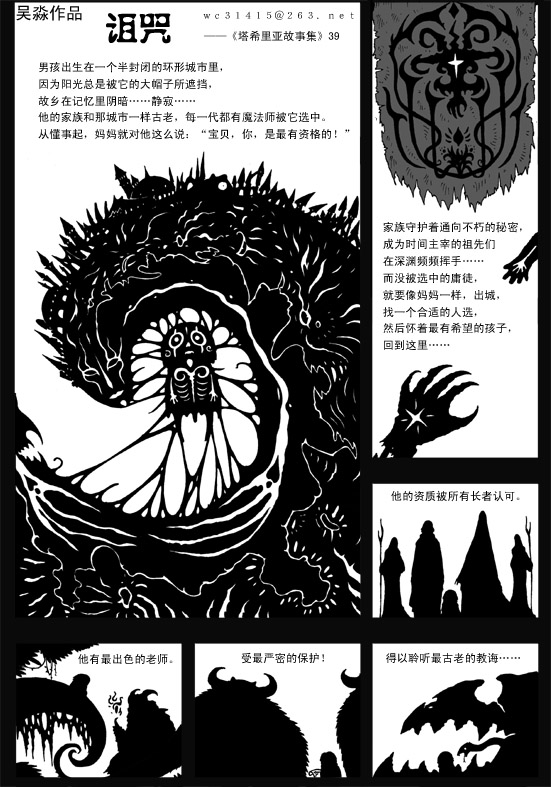 吴淼作品
诅咒
wc31415@263.net
——《塔希里亚故事集》39
男孩出生在一个半封闭的环形城市里，
因为阳光总是被它的大帽子所遮挡，
故乡在记忆里阴暗……静寂……
他的家族和那城市一样古老，每一代都有魔法师被它选中。
从懂事起，妈妈就对他这么说：“宝贝，你，是最有资格的！”
家族守护着通向不朽的秘密，
成为时间主宰的祖先们
在深渊频频挥手……
而没被选中的庸徒，
就要像妈妈一样，出城，
找一个合适的人选，
然后怀着最有希望的孩子，
回到这里……
他的资质被所有长者认可。
他有最出色的老师。
受最严密的保护！
得以聆听最古老的教诲……